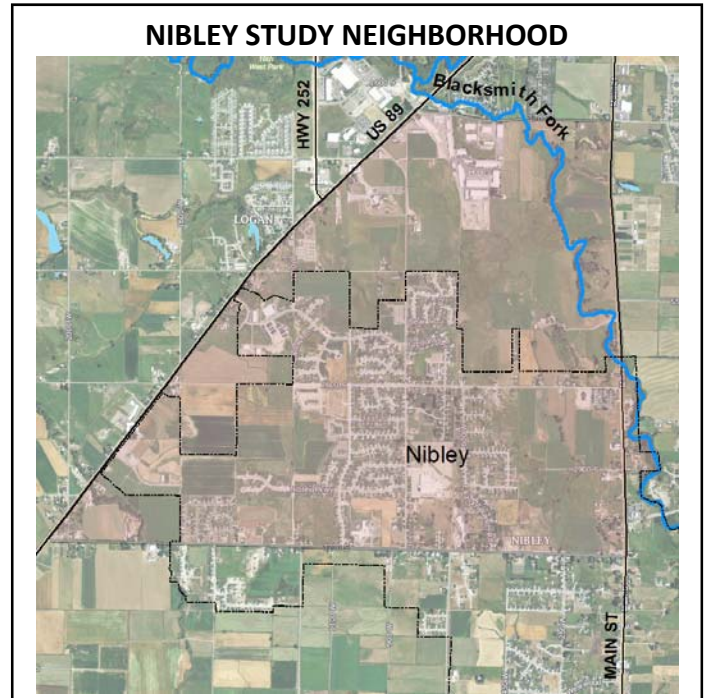 NIBLEY STUDY NEIGHBORHOOD
HWY 252
US 89
Blacksmith Fork
LOGAN
Nibley
NIBLEY
MAIN ST